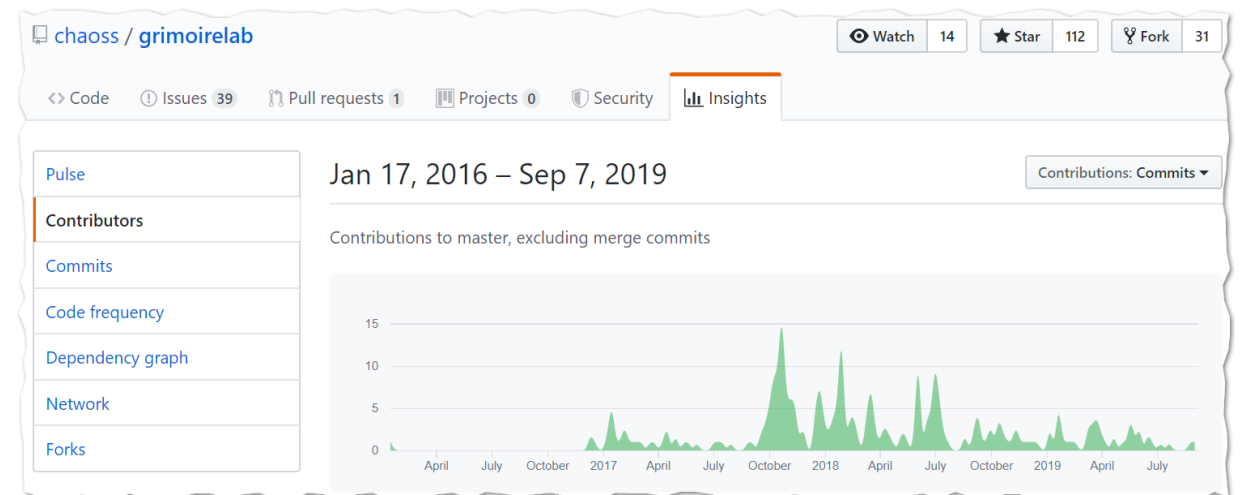 chaoss / grimoirelab
Watch 14 Star 112 Fork 31
Code Issues 39 Pull requests 1 Projects 0 Security Insights
Pulse
Contributors
Commits
Code frequency
Dependency graph
Network
Forks
Jan 17, 2016 – Sep 7, 2019
Contributions: Commits
Contributions to master, excluding merge commits
15
10
5
0
April July October 2017 April July October 2018 April July October 2019 April July